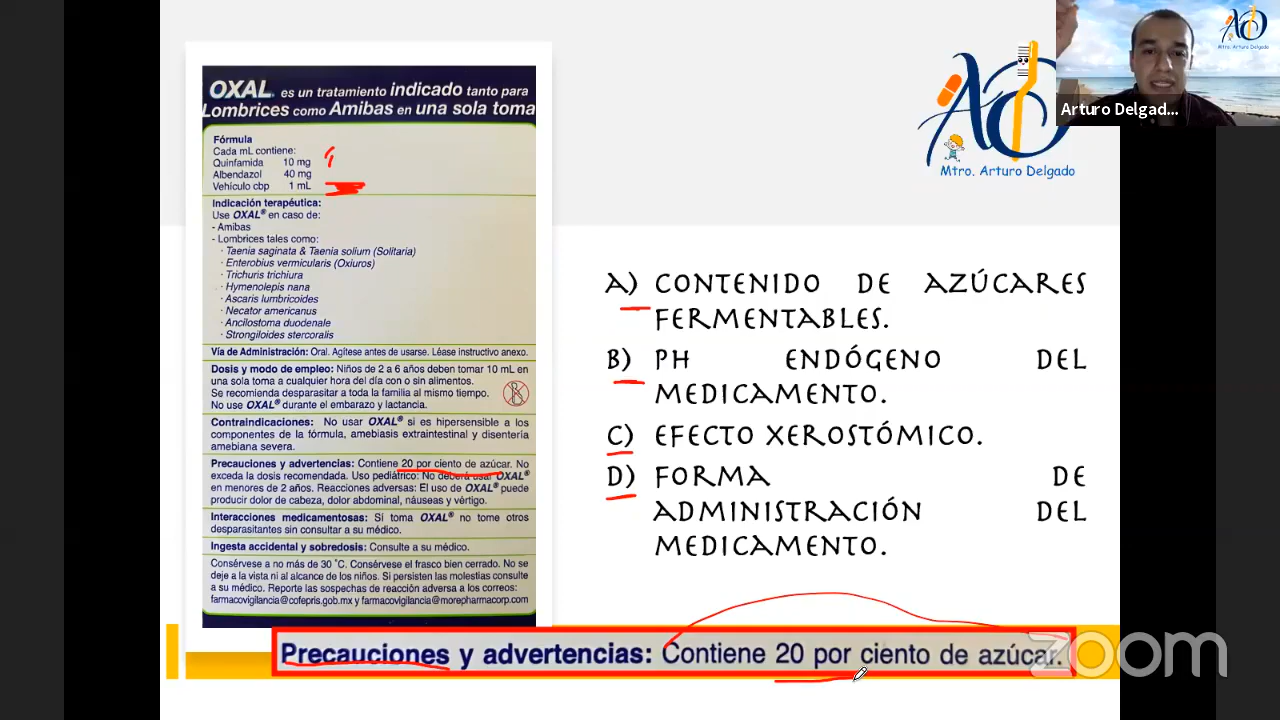 OXAL® es un tratamiento indicado tanto para
Lombrices como Amibas en una sola toma
Fórmula
Cada mL contiene:
Quinfamida 10 mg
Albendazol 40 mg
Vehículo cbp 1 mL
Indicación terapéutica:
Use OXAL® en caso de:
- Amibas
- Lombrices tales como:
· Taenia saginata & Taenia solium (Solitaria)
· Enterobius vermicularis (Oxiuros)
· Trichuris trichiura
· Hymenolepis nana
· Ascaris lumbricoides
· Necator americanus
· Ancilostoma duodenale
· Strongiloides stercoralis
Vía de Administración: Oral. Agítese antes de usarse. Léase instructivo anexo.
Dosis y modo de empleo: Niños de 2 a 6 años deben tomar 10 mL en
una sola toma a cualquier hora del día con o sin alimentos.
Se recomienda desparasitar a toda la familia al mismo tiempo.
No use OXAL® durante el embarazo y lactancia.
Contraindicaciones: No usar OXAL® si es hipersensible a los
componentes de la fórmula, amebiasis extraintestinal y disentería
amebiana severa.
Precauciones y advertencias: Contiene 20 por ciento de azúcar. No
exceda la dosis recomendada. Uso pediátrico: No deberá usar OXAL®
en menores de 2 años. Reacciones adversas: El uso de OXAL® puede
producir dolor de cabeza, dolor abdominal, náuseas y vértigo.
Interacciones medicamentosas: Si toma OXAL® no tome otros
desparasitantes sin consultar a su médico.
Ingesta accidental y sobredosis: Consulte a su médico.
Consérvese a no más de 30 °C. Consérvese el frasco bien cerrado. No se
deje a la vista ni al alcance de los niños. Si persisten las molestias consulte
a su médico. Reporte las sospechas de reacción adversa a los correos:
farmacovigilancia@cofepris.gob.mx y farmacovigilancia@morepharmacorp.com
AD
Mtro. Arturo Delgado
AD
Mtro. Arturo Delgado
Arturo Delgad...
a) CONTENIDO DE AZÚCARES
FERMENTABLES.
B) PH ENDÓGENO DEL
MEDICAMENTO.
C) EFECTO XEROSTÓMICO.
D) FORMA DE
ADMINISTRACIÓN DEL
MEDICAMENTO.
Precauciones y advertencias: Contiene 20 por ciento de azúcar.
zoom